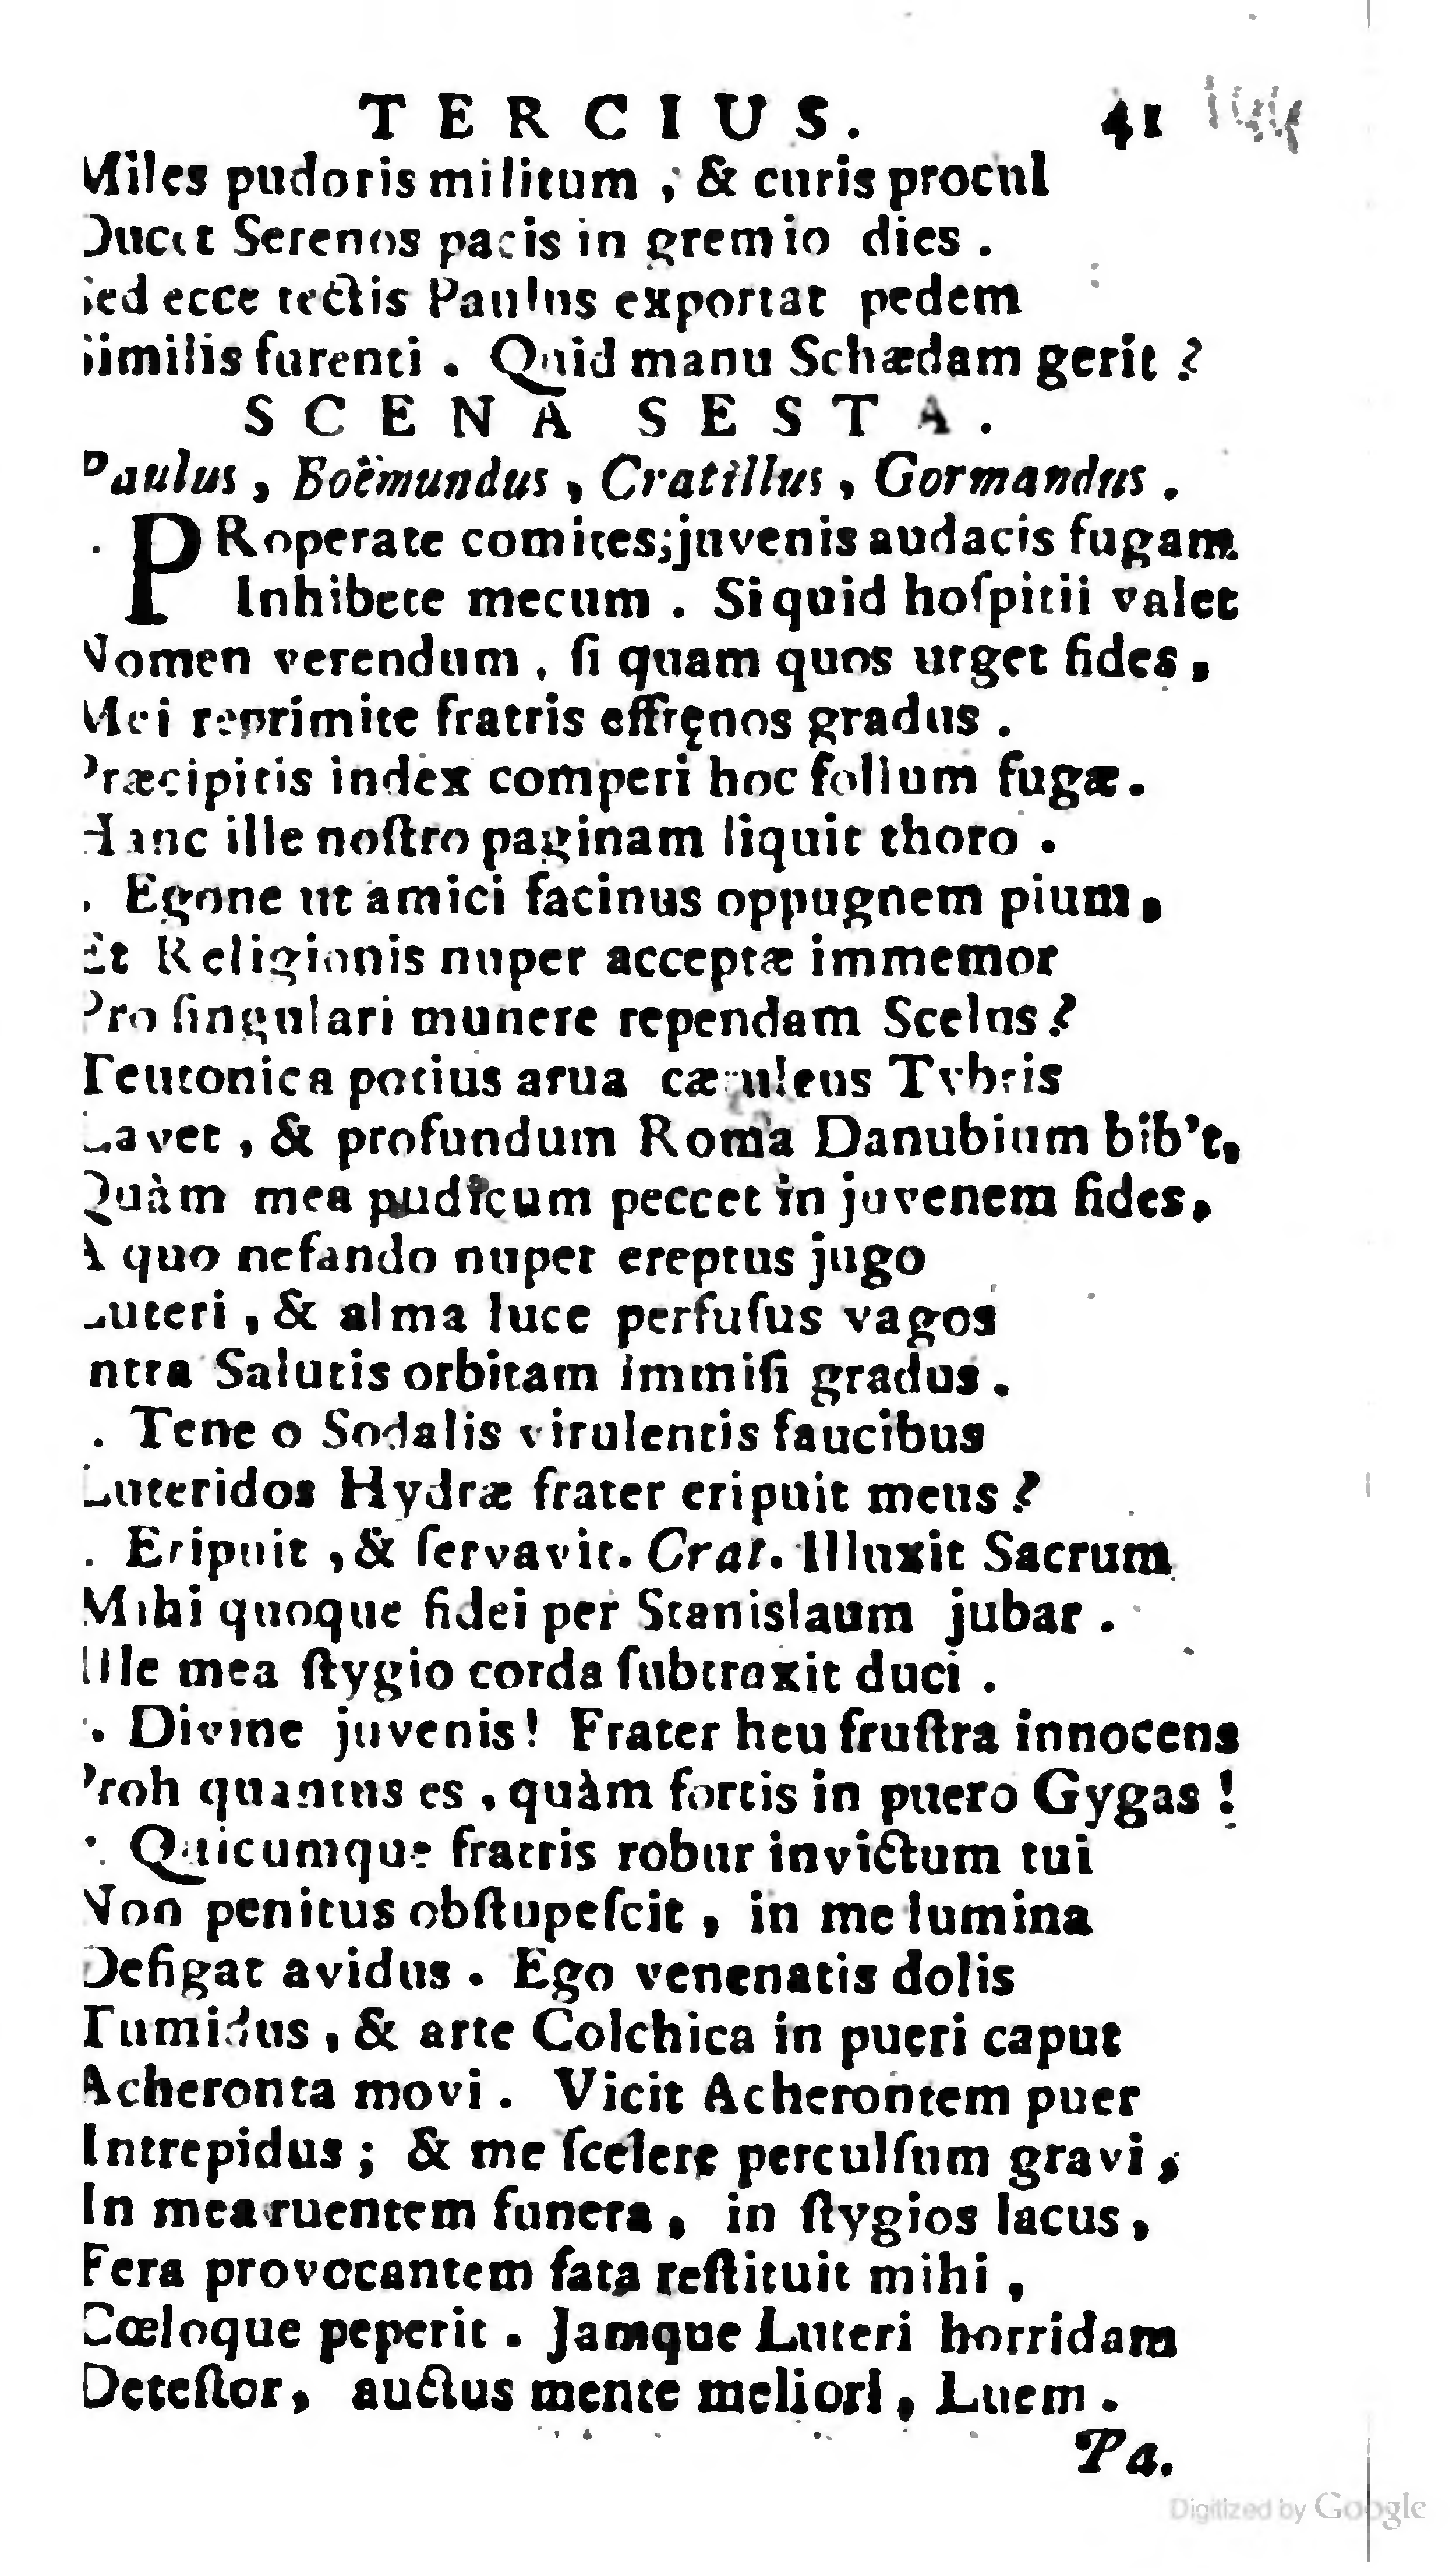 TERCIUS. 41
Miles pudoris militum, & curis procul
Ducit Serenos pacis in gremio dies.
Sed ecce tectis Paulus exportat pedem
Similis furenti. Quid manu Schædam gerit?
SCENA SESTA.
Paulus, Boëmundus, Cratillus, Gormandus.
PRoperate comites; juvenis audacis fugam
Inhibete mecum. Si quid hoſpitii valet
Nomen verendum, ſi quam quos urget fides,
Mei reprimite fratris effręnos gradus.
Præcipitis index comperi hoc folium fugæ.
Hanc ille noſtro paginam liquit thoro.
. Egone ut amici facinus oppugnem pium,
Et Religionis nuper acceptæ immemor
Pro ſingulari munere rependam Scelus?
Teutonica potius arua cæruleus Tybris
Lavet, & profundum Roma Danubium bib't,
Quàm mea pudicum peccet in juvenem fides,
A quo nefando nuper ereptus jugo
Luteri, & alma luce perfuſus vagos
Intra Salutis orbitam immiſi gradus.
. Tene o Sodalis virulentis faucibus
Luteridos Hydræ frater eripuit meus?
. Eripuit, & ſervavit. Crat. Illuxit Sacrum
Mihi quoque fidei per Stanislaum jubar.
Ille mea ſtygio corda ſubtraxit duci.
. Divine juvenis! Frater heu fruſtra innocens
Proh quantus es, quàm fortis in puero Gygas!
. Quicumque fratris robur invictum tui
Non penitus obſtupeſcit, in me lumina
Defigat avidus. Ego venenatis dolis
Tumidus, & arte Colchica in pueri caput
Acheronta movi. Vicit Acherontem puer
Intrepidus; & me ſcelere perculſum gravi,
In mea ruentem funera, in ſtygios lacus,
Fera provocantem fata reſtituit mihi,
Cœloque peperit. Jamque Luteri horridam
Deteſtor, auctus mente meliori, Luem.
Pa.
Digitized by Google